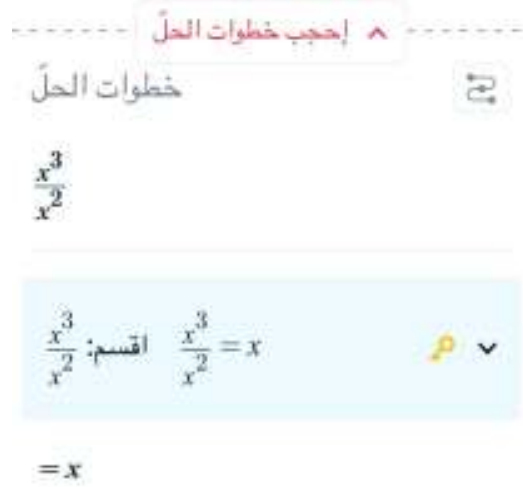 إحجب خطوات الحلّ
خطوات الحلّ
x^3/x^2
x^3/x^2 اقسم: x^3/x^2 = x
= x